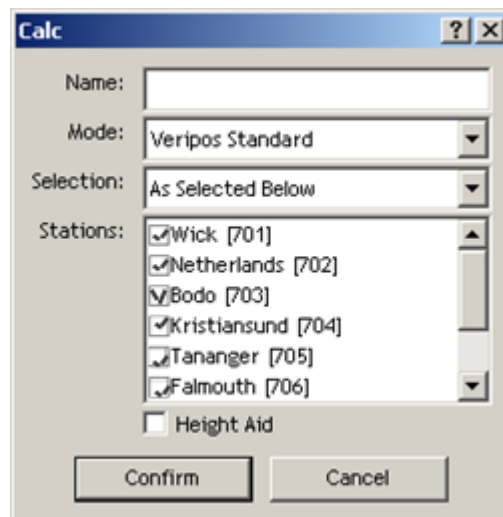 Calc
Name:
Mode: Veripos Standard
Selection: As Selected Below
Stations: Wick [701]
Netherlands [702]
Bodo [703]
Kristiansund [704]
Tananger [705]
Falmouth [706]
Height Aid
Confirm Cancel